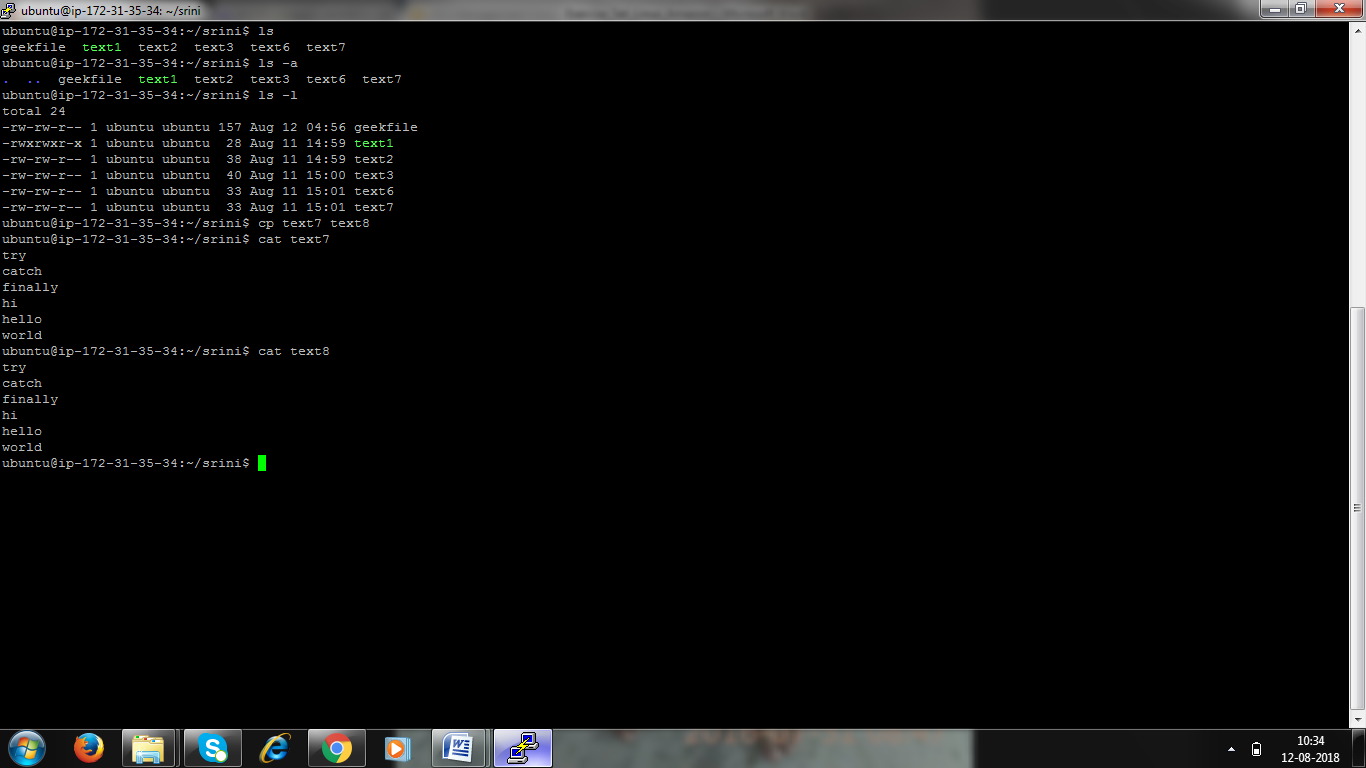 ubuntu@ip-172-31-35-34: ~/srini
ubuntu@ip-172-31-35-34:~/srini$ ls
geekfile  text1  text2  text3  text6  text7
ubuntu@ip-172-31-35-34:~/srini$ ls -a
.  ..  geekfile  text1  text2  text3  text6  text7
ubuntu@ip-172-31-35-34:~/srini$ ls -l
total 24
-rw-rw-r-- 1 ubuntu ubuntu 157 Aug 12 04:56 geekfile
-rwxrwxr-x 1 ubuntu ubuntu  28 Aug 11 14:59 text1
-rw-rw-r-- 1 ubuntu ubuntu  38 Aug 11 14:59 text2
-rw-rw-r-- 1 ubuntu ubuntu  40 Aug 11 15:00 text3
-rw-rw-r-- 1 ubuntu ubuntu  33 Aug 11 15:01 text6
-rw-rw-r-- 1 ubuntu ubuntu  33 Aug 11 15:01 text7
ubuntu@ip-172-31-35-34:~/srini$ cp text7 text8
ubuntu@ip-172-31-35-34:~/srini$ cat text7
try
catch
finally
hi
hello
world
ubuntu@ip-172-31-35-34:~/srini$ cat text8
try
catch
finally
hi
hello
world
ubuntu@ip-172-31-35-34:~/srini$
10:34
12-08-2018